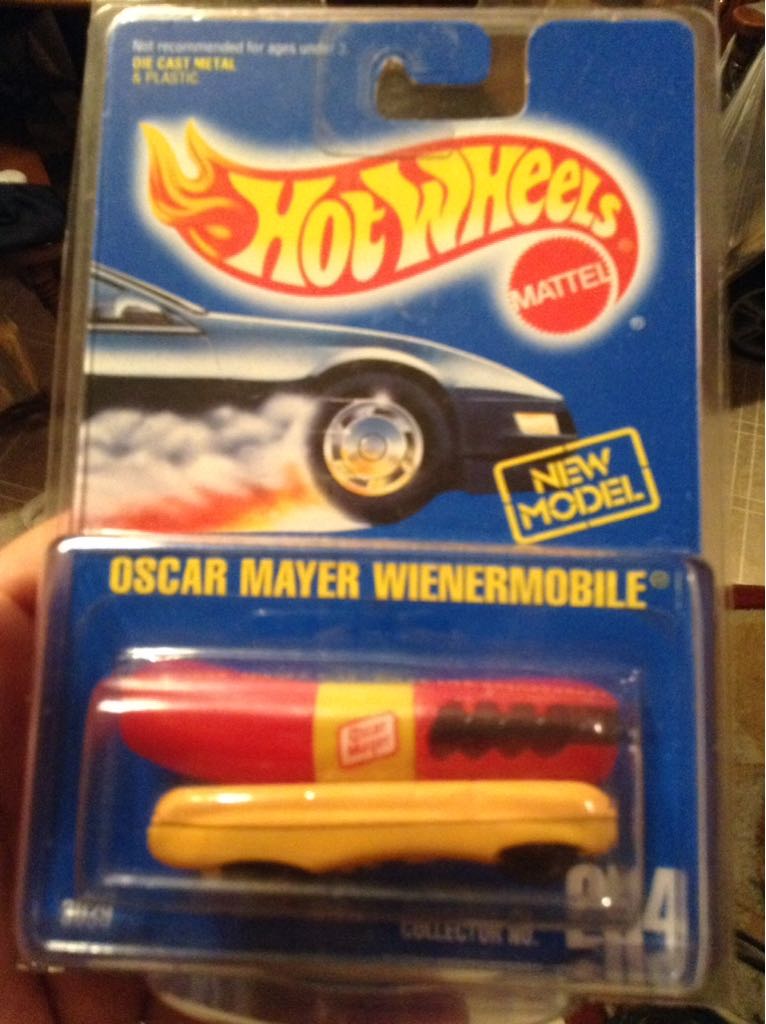 Not recommended for ages under 3.
DIE CAST METAL
& PLASTIC
HOT WHEELS
MATTEL
NEW
MODEL
OSCAR MAYER WIENERMOBILE®
Oscar
Mayer
COLLECTOR NO.